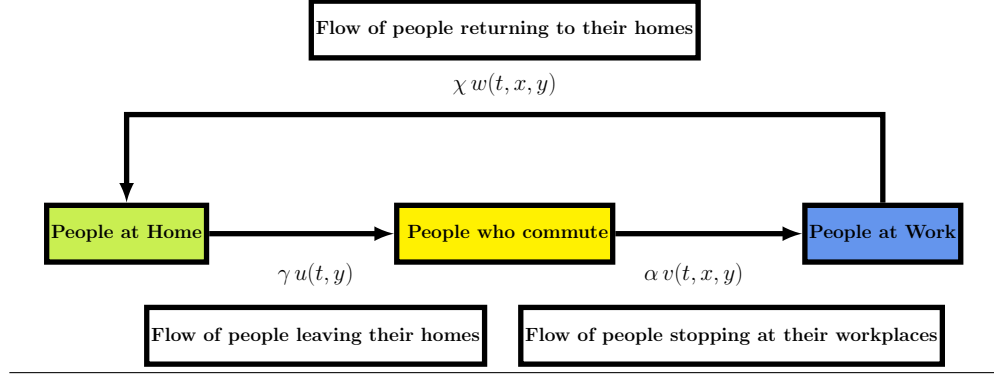 Flow of people returning to their homes
χ w(t, x, y)
People at Home
People who commute
People at Work
γ u(t, y)
α v(t, x, y)
Flow of people leaving their homes
Flow of people stopping at their workplaces